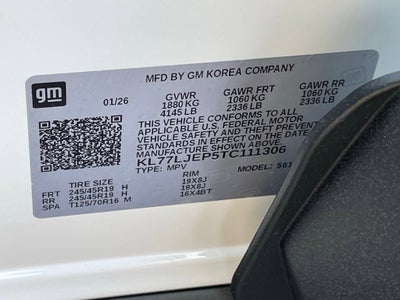 gm
MFD BY GM KOREA COMPANY
01/26 GVWR GAWR FRT GAWR RR
1880 KG 1060 KG 1060 KG
4145 LB 2336 LB 2336 LB
THIS VEHICLE CONFORMS TO ALL
APPLICABLE U.S. FEDERAL MOTOR
VEHICLE SAFETY AND THEFT PREVENTION
STANDARDS IN EFFECT ON THE DATE OF
MANUFACTURE SHOWN ABOVE.
KL77LJEP5TC111306
TYPE: MPV MODEL: 561
TIRE SIZE RIM
FRT 245/45R19 H 19X8J
RR 245/45R19 H 19X8J
SPA T125/70R16 M 16X4BT